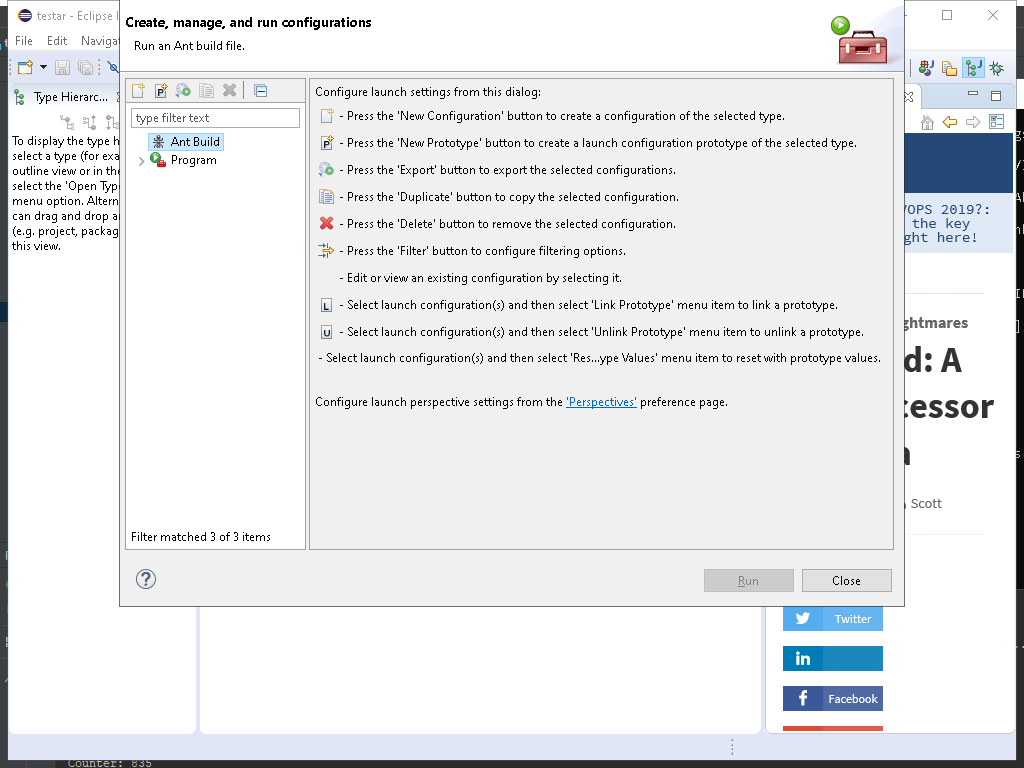 testar - Eclipse I
File Edit Navigat
Create, manage, and run configurations
Run an Ant build file.
Type Hierarc...
To display the type h
select a type (for exa
outline view or in the
select the 'Open Typ
menu option. Altern
can drag and drop a
(e.g. project, packag
this view.
type filter text
Ant Build
Program
Filter matched 3 of 3 items
Configure launch settings from this dialog:
- Press the 'New Configuration' button to create a configuration of the selected type.
- Press the 'New Prototype' button to create a launch configuration prototype of the selected type.
- Press the 'Export' button to export the selected configurations.
- Press the 'Duplicate' button to copy the selected configuration.
- Press the 'Delete' button to remove the selected configuration.
- Press the 'Filter' button to configure filtering options.
- Edit or view an existing configuration by selecting it.
L - Select launch configuration(s) and then select 'Link Prototype' menu item to link a prototype.
U - Select launch configuration(s) and then select 'Unlink Prototype' menu item to unlink a prototype.
- Select launch configuration(s) and then select 'Res...ype Values' menu item to reset with prototype values.
Configure launch perspective settings from the 'Perspectives' preference page.
Run
Close
VOPS 2019?:
the key
ght here!
ghtmares
d: A
cessor
a
Scott
Twitter
in
Facebook
Counter: 835